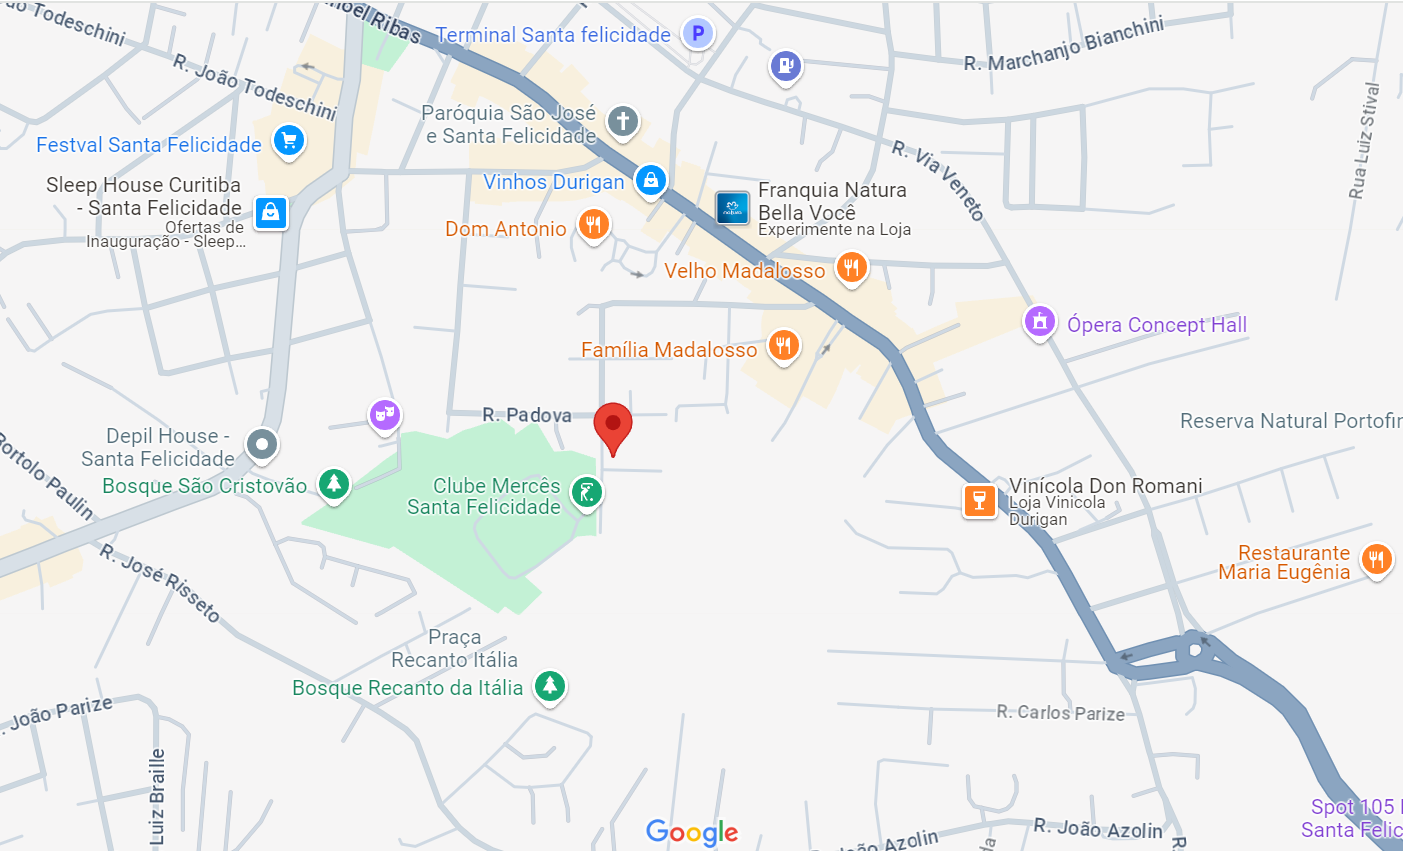 noel Ribas
Todeschini
R. João Todeschini
Terminal Santa felicidade
P
R. Marchanjo Bianchini
Rua Luiz Stival
Paróquia São José
e Santa Felicidade
Festval Santa Felicidade
R. Via Veneto
Sleep House Curitiba
- Santa Felicidade
Ofertas de
Inauguração - Sleep...
Vinhos Durigan
Franquia Natura
Bella Você
Experimente na Loja
natura
Dom Antonio
Velho Madalosso
Ópera Concept Hall
Família Madalosso
R. Padova
Reserva Natural Portofin
Depil House -
Santa Felicidade
Bosque São Cristovão
Bortolo Paulin
Clube Mercês
Santa Felicidade
Vinícola Don Romani
Loja Vinicola
Durigan
R. José Risseto
Restaurante
Maria Eugênia
Praça
Recanto Itália
Bosque Recanto da Itália
João Parize
R. Carlos Parize
Luiz Braille
Spot 105
Santa Felic
Google
João Azolin
R. João Azolin
R.
da